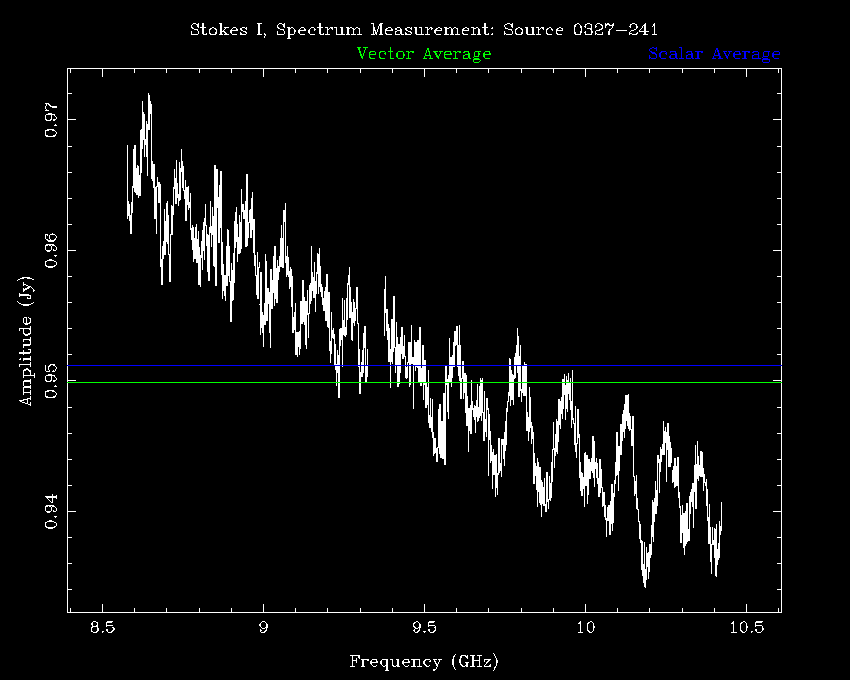 Stokes I, Spectrum Measurement: Source 0327-241
Vector Average Scalar Average
0.97
0.96
0.95
0.94
Amplitude (Jy)
8.5 9 9.5 10 10.5
Frequency (GHz)